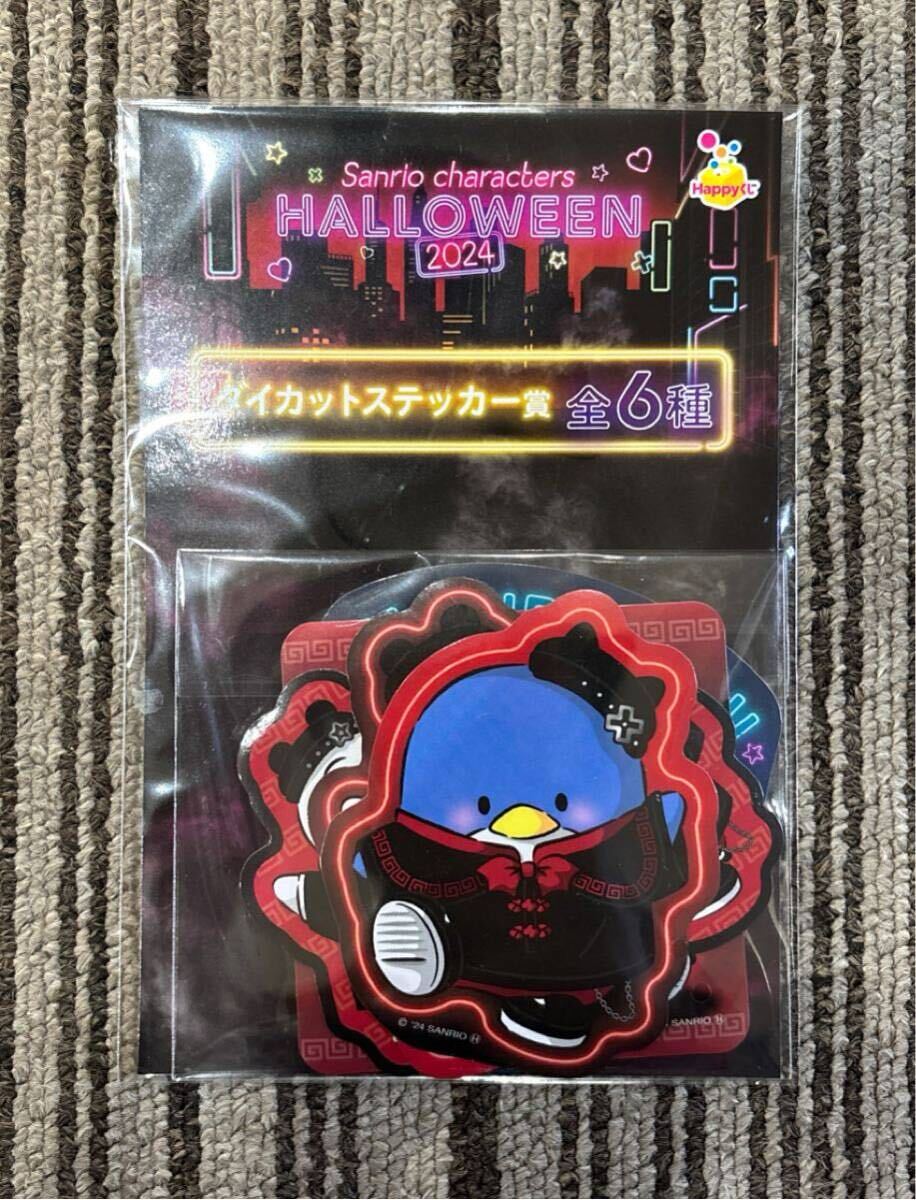 Sanrio characters
HALLOWEEN
2024
Happyくじ
ダイカットステッカー賞 全6種
© '24 SANRIO Ⓗ
SANRIO Ⓗ